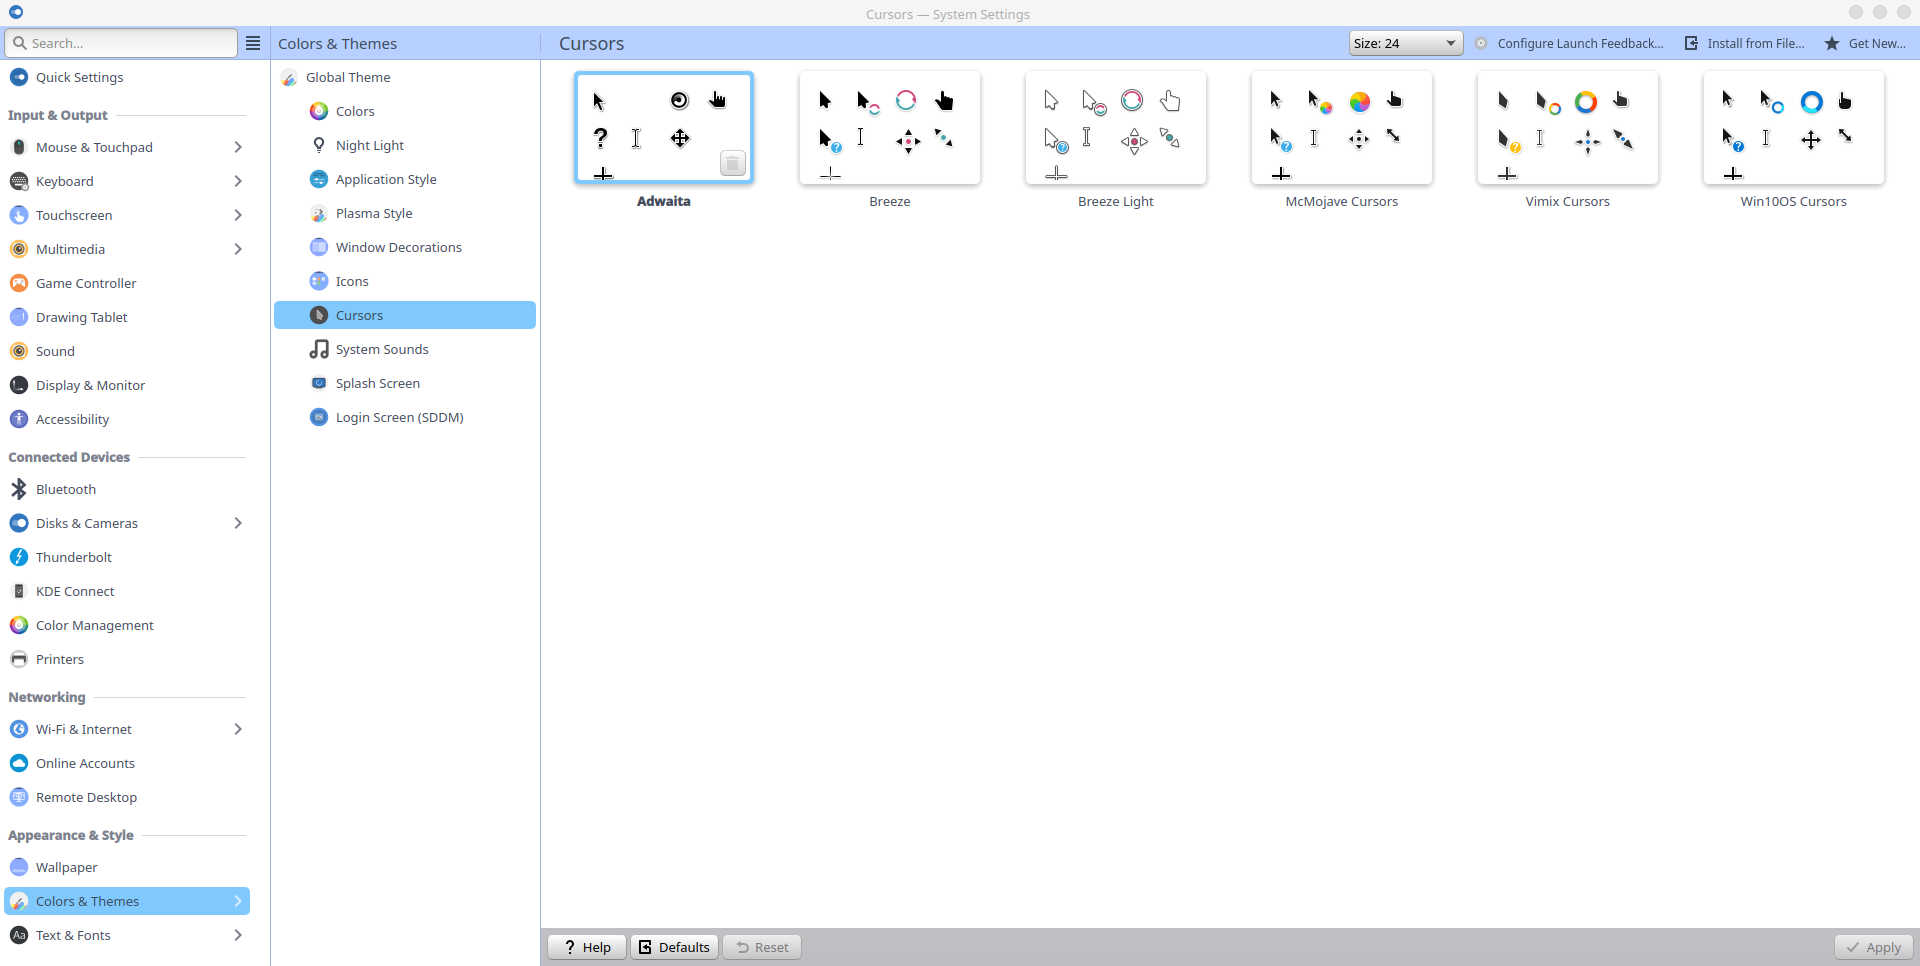 Cursors — System Settings
Search...
Colors & Themes
Cursors
Size: 24
Configure Launch Feedback...
Install from File...
Get New...
Quick Settings
Input & Output
Mouse & Touchpad
Keyboard
Touchscreen
Multimedia
Game Controller
Drawing Tablet
Sound
Display & Monitor
Accessibility
Connected Devices
Bluetooth
Disks & Cameras
Thunderbolt
KDE Connect
Color Management
Printers
Networking
Wi-Fi & Internet
Online Accounts
Remote Desktop
Appearance & Style
Wallpaper
Colors & Themes
Aa Text & Fonts
Global Theme
Colors
Night Light
Application Style
Plasma Style
Window Decorations
Icons
Cursors
System Sounds
Splash Screen
Login Screen (SDDM)
Adwaita
Breeze
Breeze Light
McMojave Cursors
Vimix Cursors
Win10OS Cursors
? Help
Defaults
Reset
Apply